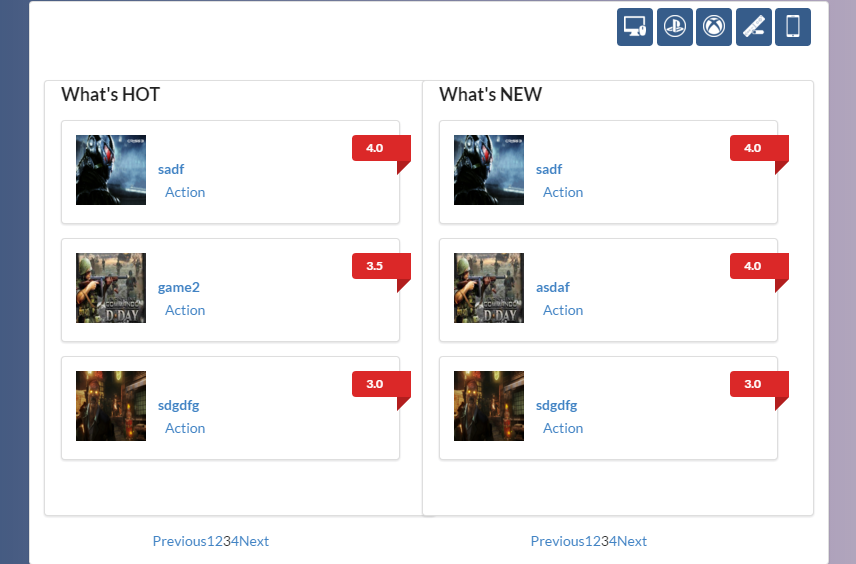 What's HOT
4.0
sadf
Action
3.5
game2
Action
3.0
sdgdfg
Action
Previous1234Next
What's NEW
4.0
sadf
Action
4.0
asdaf
Action
3.0
sdgdfg
Action
Previous1234Next